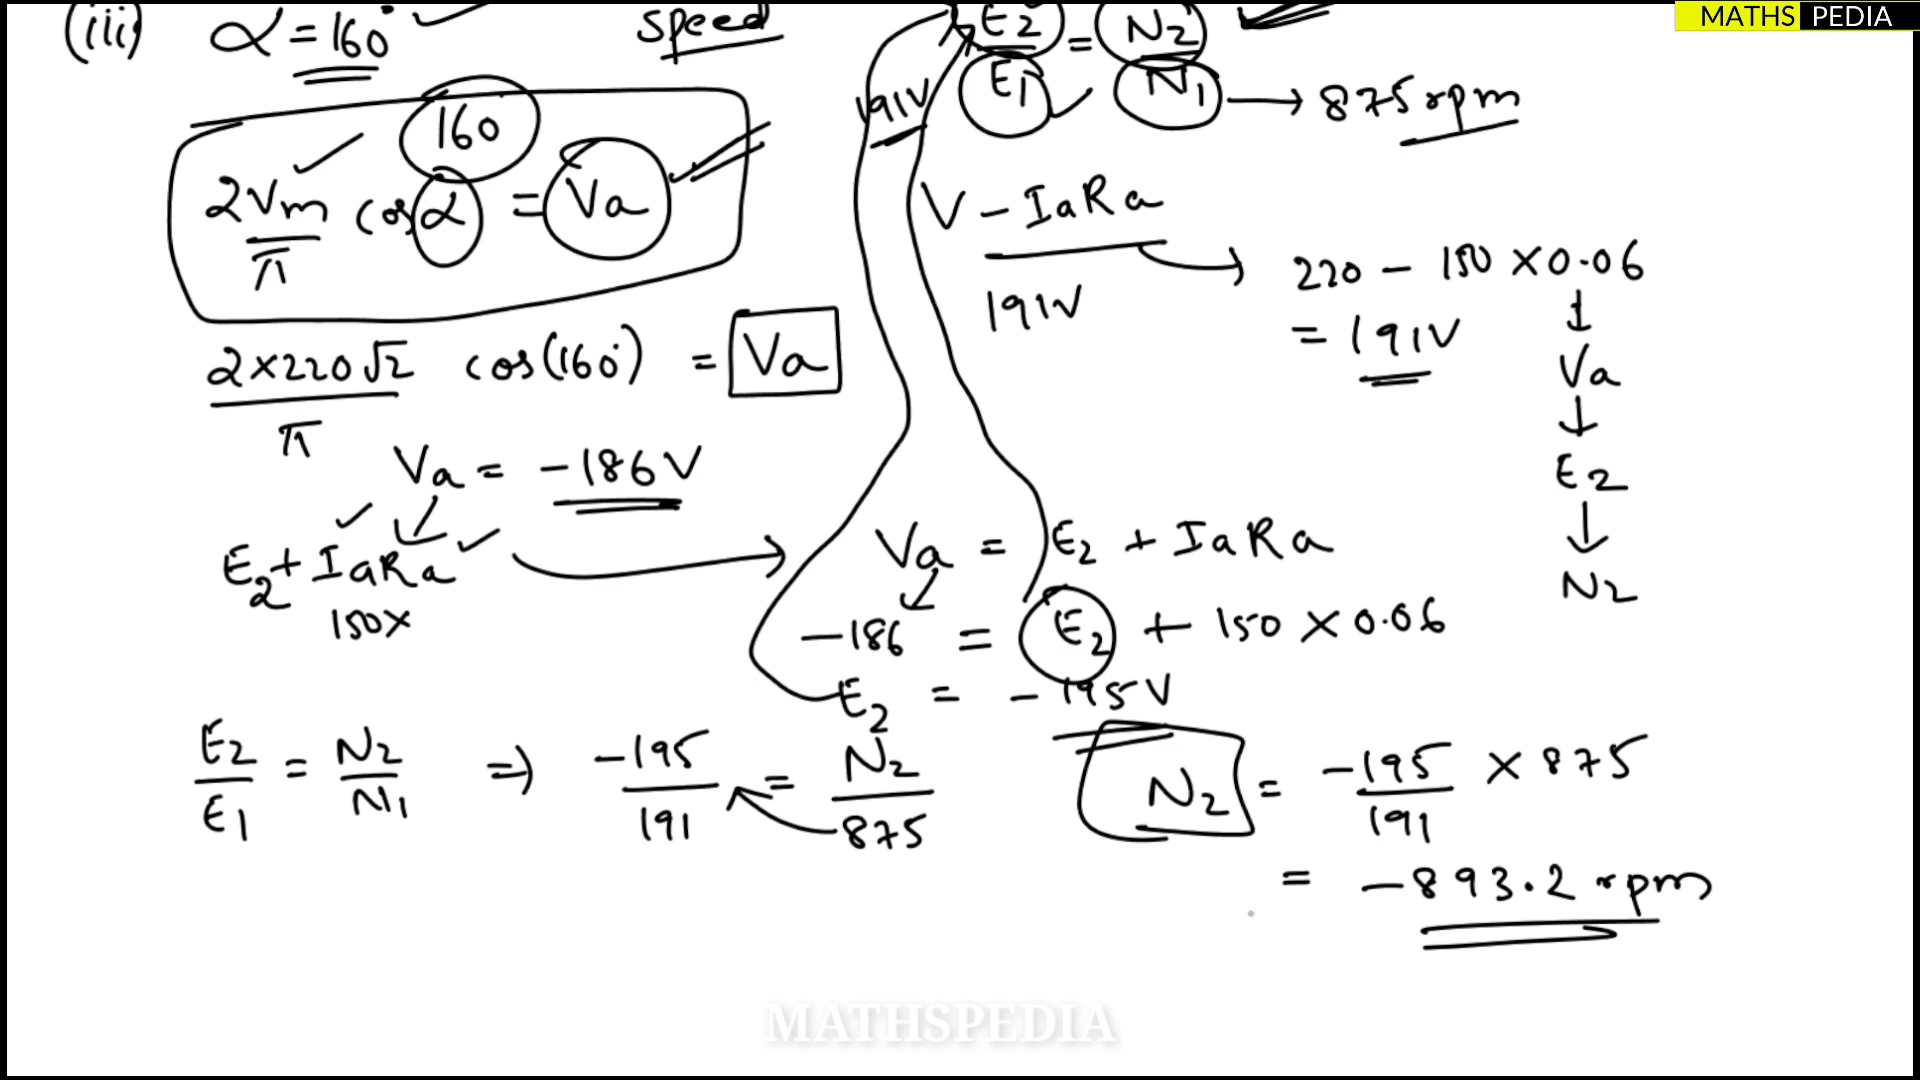 MATHS PEDIA
(iii) α = 160°
speed
E2/E1 = N2/N1 → 875 rpm
191V
160
2Vm/π cos α = Va
V - IaRa
191V
220 - 150 × 0.06
= 191V
Va
E2
N2
2×220√2/π cos(160°) = Va
Va = -186V
E2 + IaRa
150×
Va = E2 + IaRa
-186 = E2 + 150 × 0.06
E2 = -195V
E2/E1 = N2/N1 ⇒ -195/191 = N2/875
N2 = -195/191 × 875
= -893.2 rpm
MATHSPEDIA